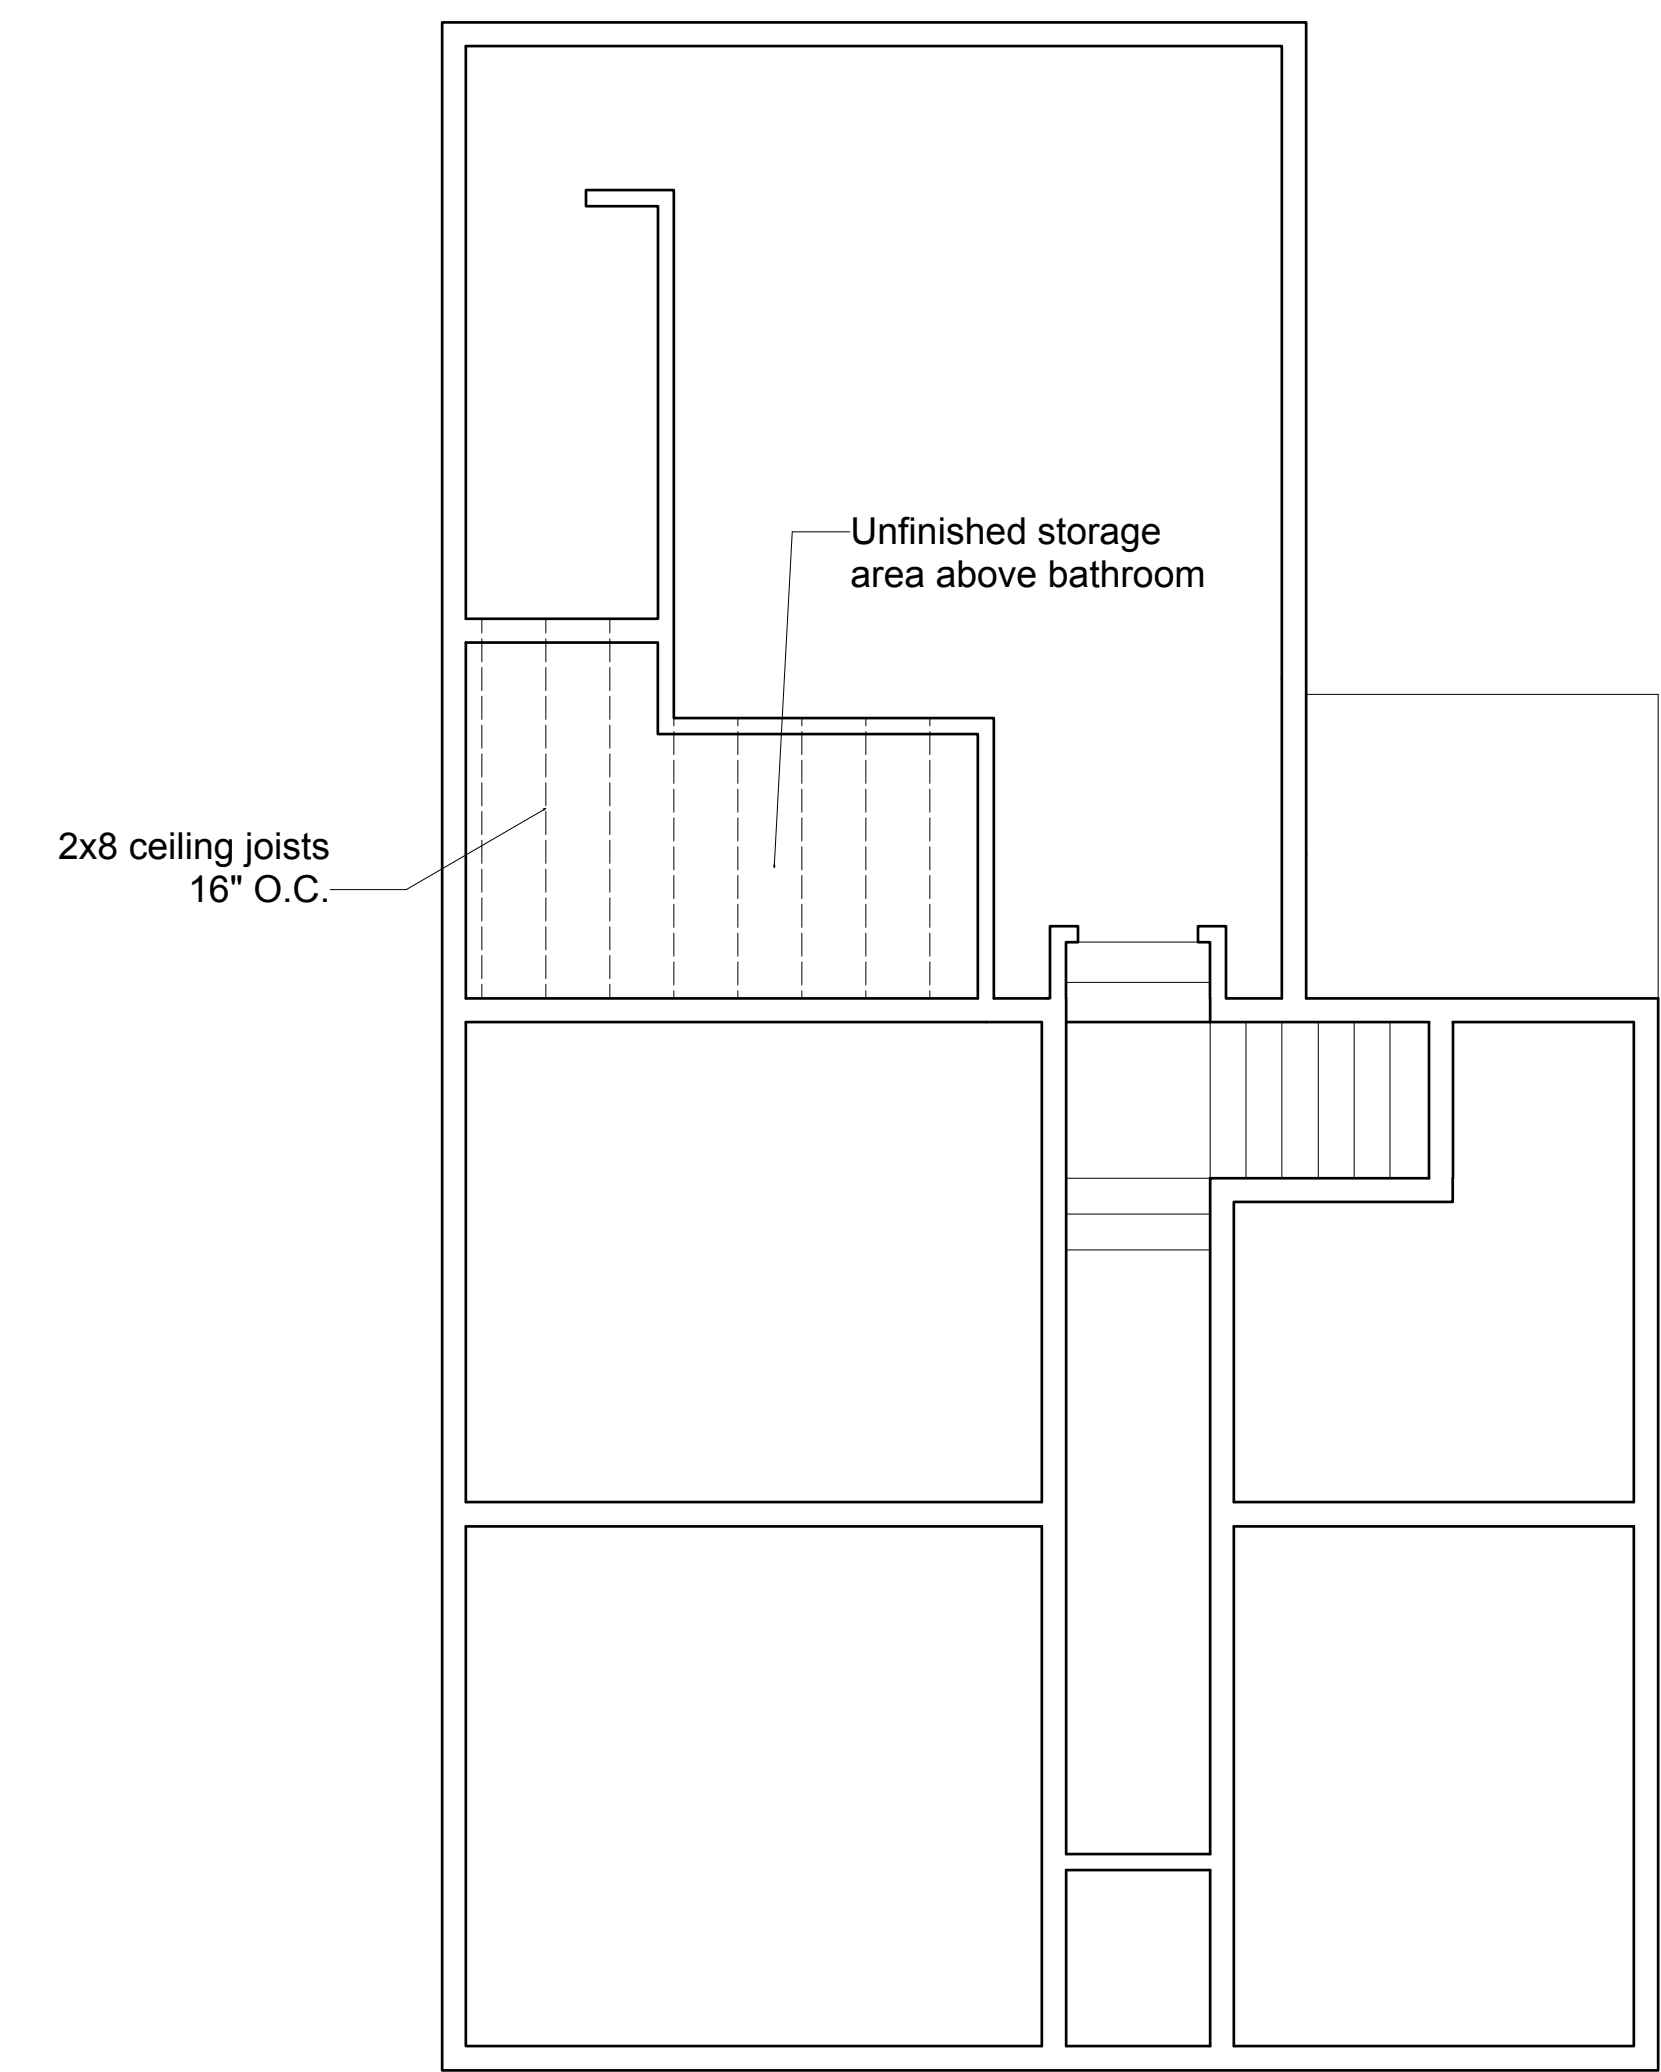 Unfinished storage
area above bathroom
2x8 ceiling joists
16" O.C.